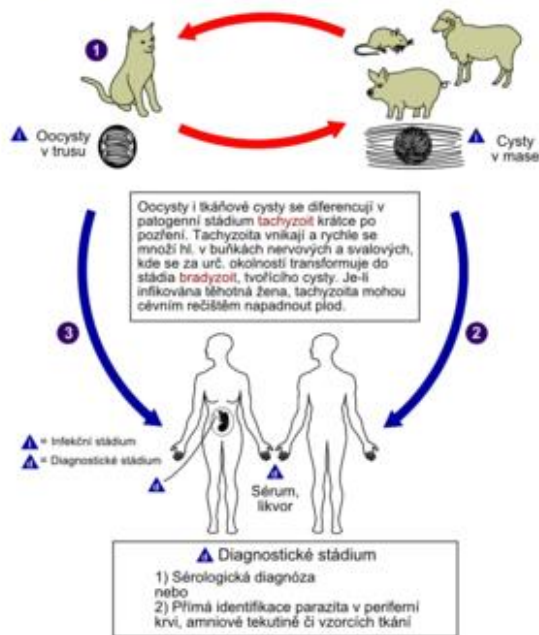 1
i Oocysty
v trusu
i Cysty
v mase
Oocysty i tkáňové cysty se diferencují v
patogenní stádium tachyzoit krátce po
pozření. Tachyzoita vnikají a rychle se
množí hl. v buňkách nervových a svalových,
kde se za urč. okolností transformuje do
stádia bradyzoit, tvořícího cysty. Je-li
infikována těhotná žena, tachyzoita mohou
cévním řečištěm napadnout plod.
3
2
i = Infekční stádium
d = Diagnostické stádium
d
d
Sérum,
likvor
d Diagnostické stádium
1) Sérologická diagnóza
nebo
2) Přímá identifikace parazita v periferní
krvi, amniové tekutině či vzorcích tkání